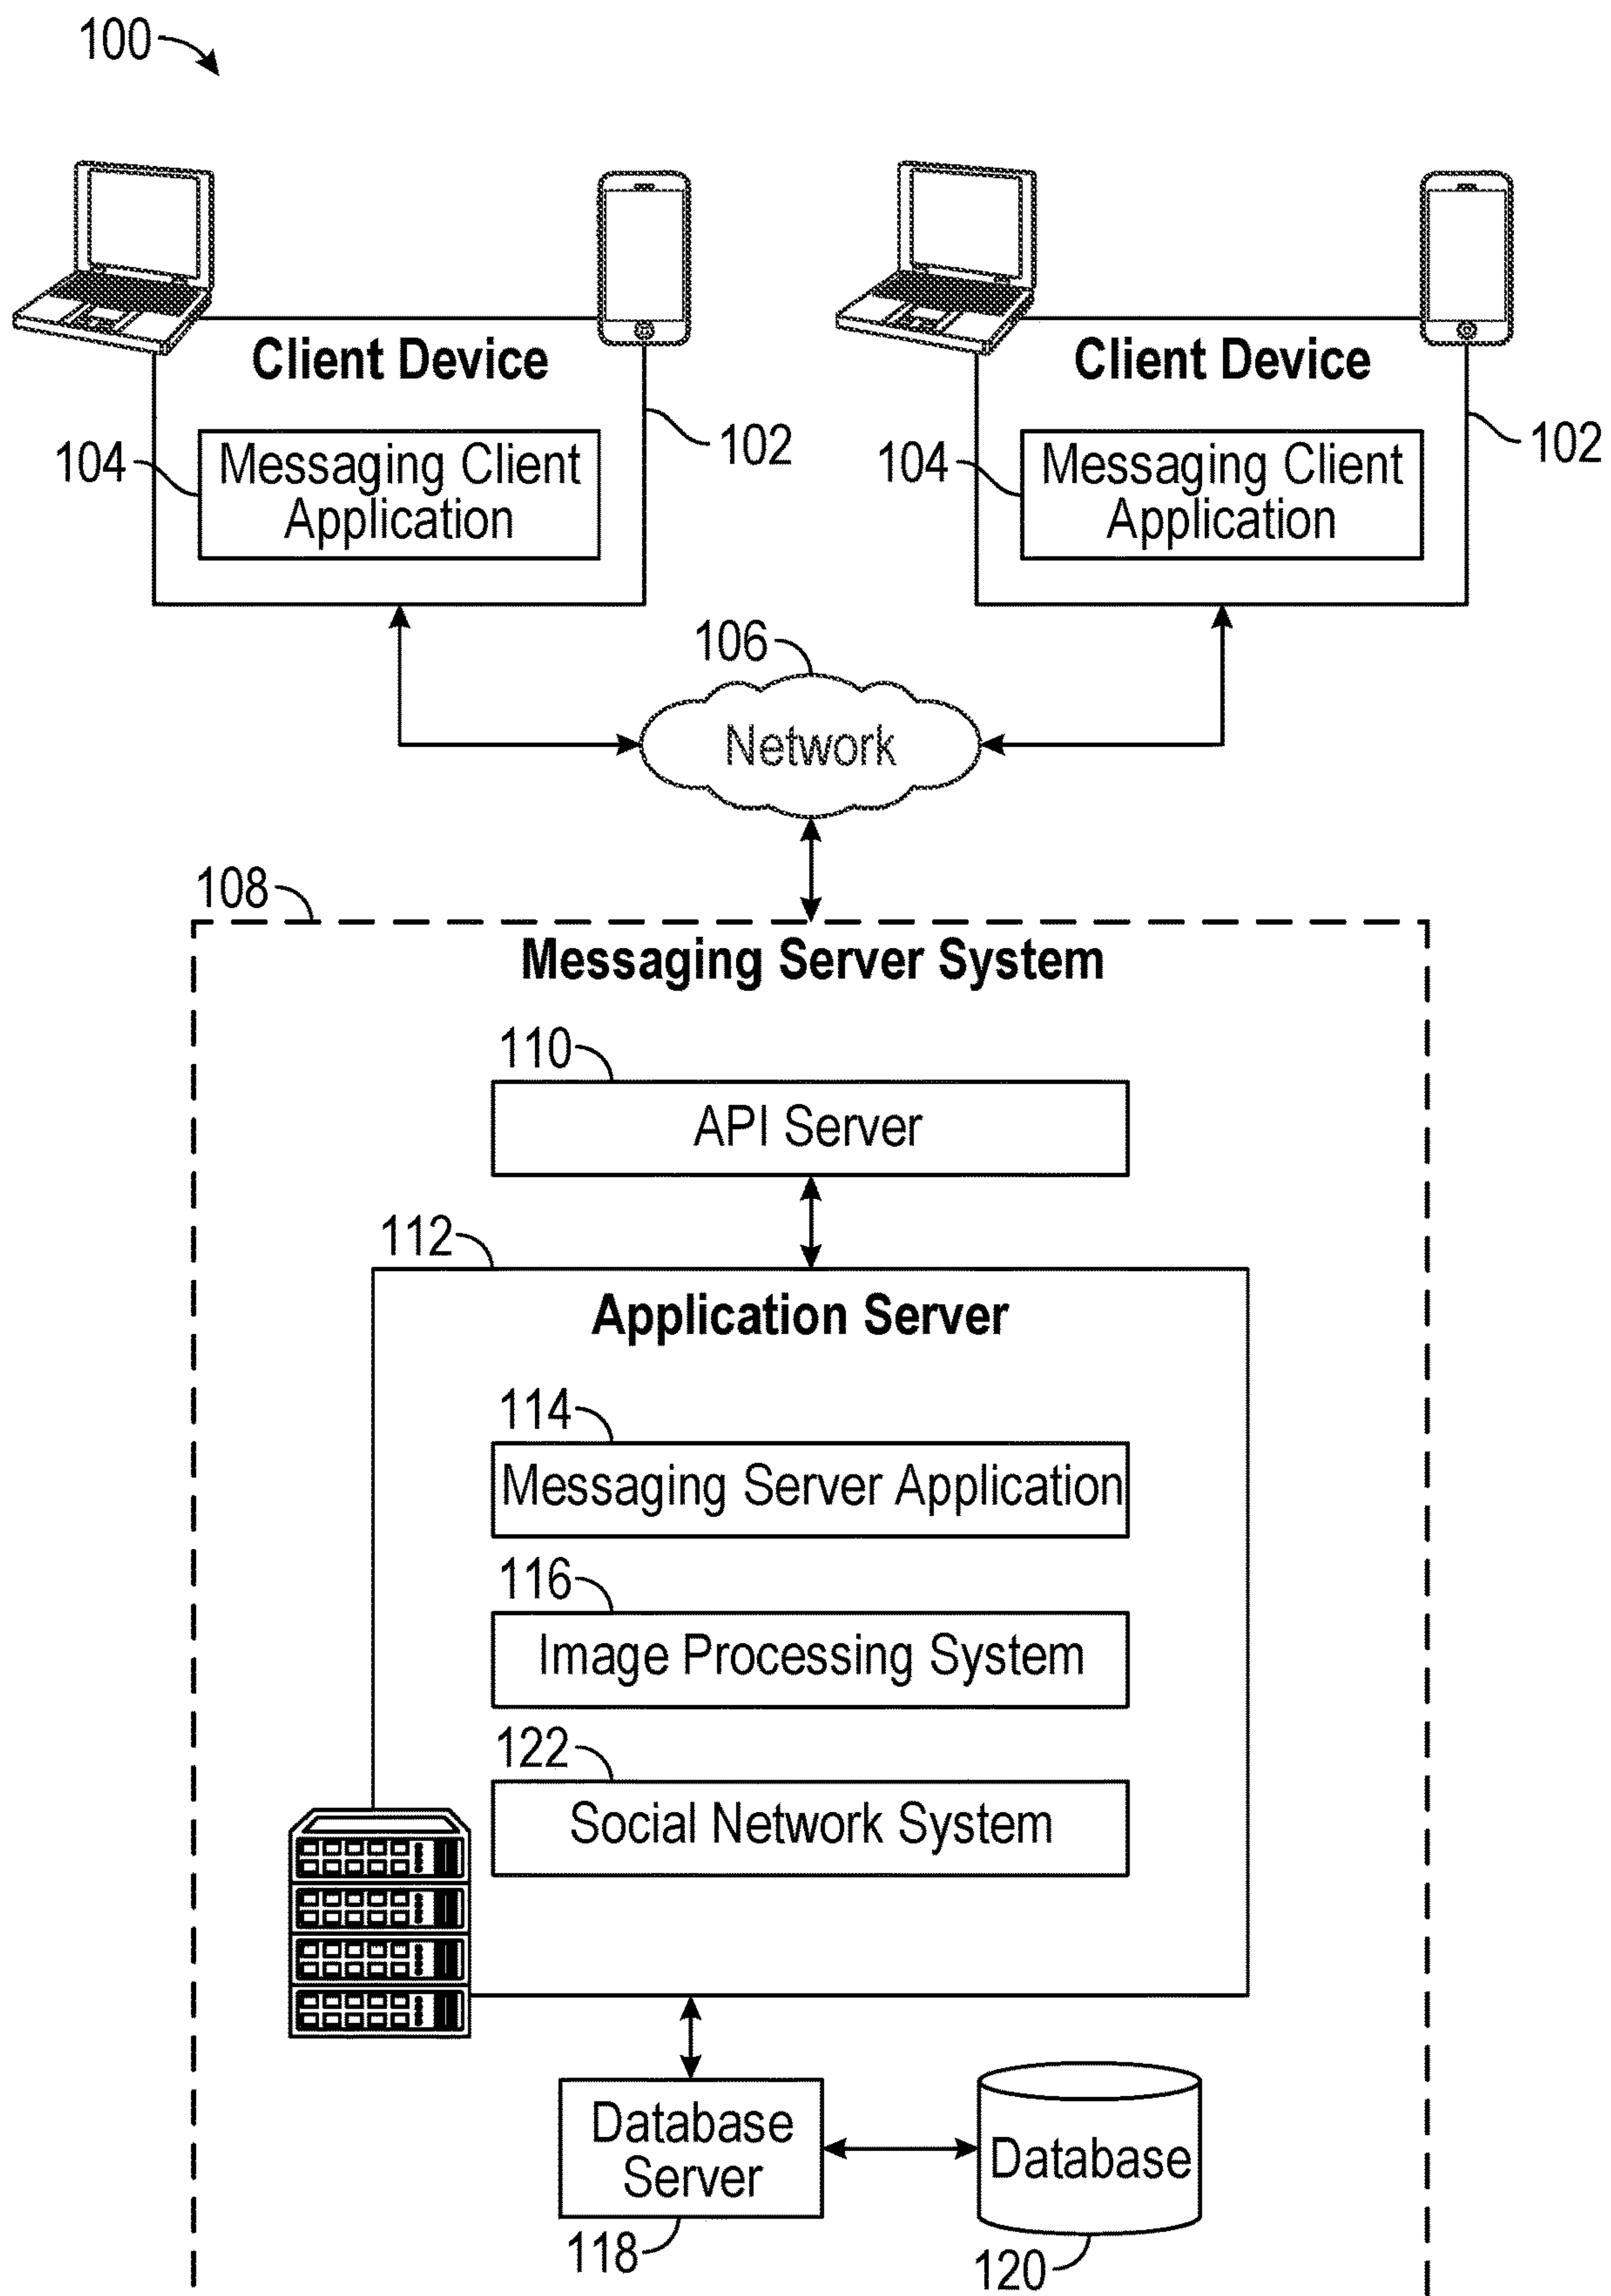 100
Client Device
102
104
Messaging Client
Application
Client Device
102
104
Messaging Client
Application
106
Network
108
Messaging Server System
110
API Server
112
Application Server
114
Messaging Server Application
116
Image Processing System
122
Social Network System
Database
Server
118
Database
120